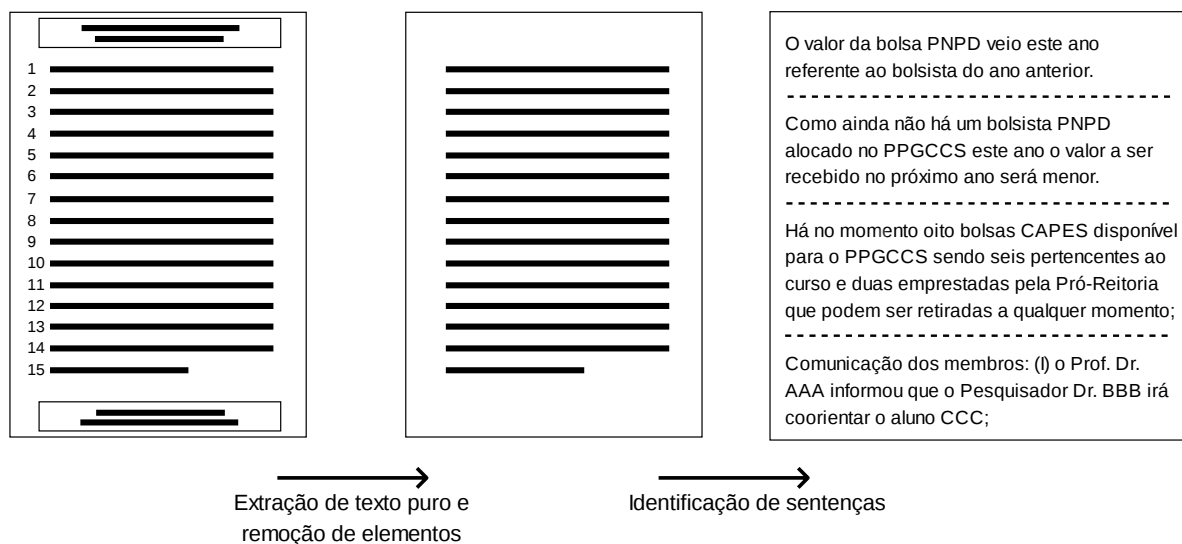 1
2
3
4
5
6
7
8
9
10
11
12
13
14
15
O valor da bolsa PNPD veio este ano
referente ao bolsista do ano anterior.
Como ainda não há um bolsista PNPD
alocado no PPGCCS este ano o valor a ser
recebido no próximo ano será menor.
Há no momento oito bolsas CAPES disponível
para o PPGCCS sendo seis pertencentes ao
curso e duas emprestadas pela Pró-Reitoria
que podem ser retiradas a qualquer momento;
Comunicação dos membros: (I) o Prof. Dr.
AAA informou que o Pesquisador Dr. BBB irá
coorientar o aluno CCC;
Extração de texto puro e
remoção de elementos
Identificação de sentenças